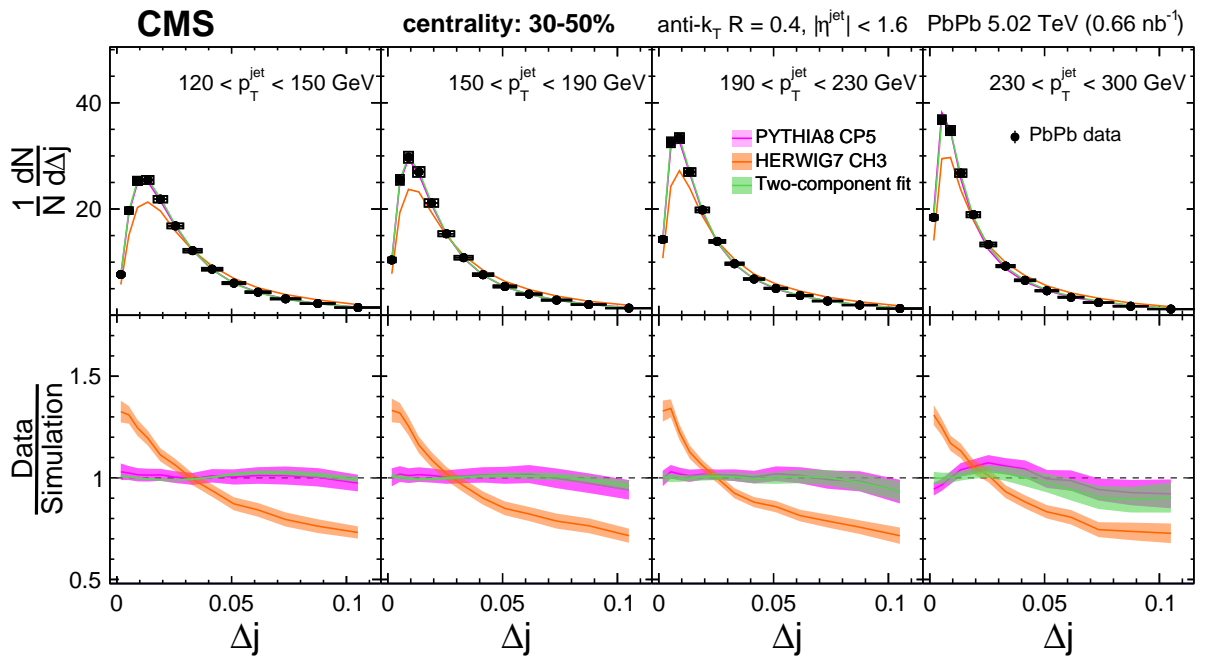 CMS centrality: 30-50% anti-k_T R = 0.4, |η^jet| < 1.6 PbPb 5.02 TeV (0.66 nb^-1)
120 < p_T^jet < 150 GeV 150 < p_T^jet < 190 GeV 190 < p_T^jet < 230 GeV 230 < p_T^jet < 300 GeV
PYTHIA8 CP5
HERWIG7 CH3
Two-component fit
PbPb data
1/N dN/dΔj
40
20
Data/Simulation
1.5
1
0.5
0 0.05 0.1 0 0.05 0.1 0 0.05 0.1 0 0.05 0.1
Δj Δj Δj Δj